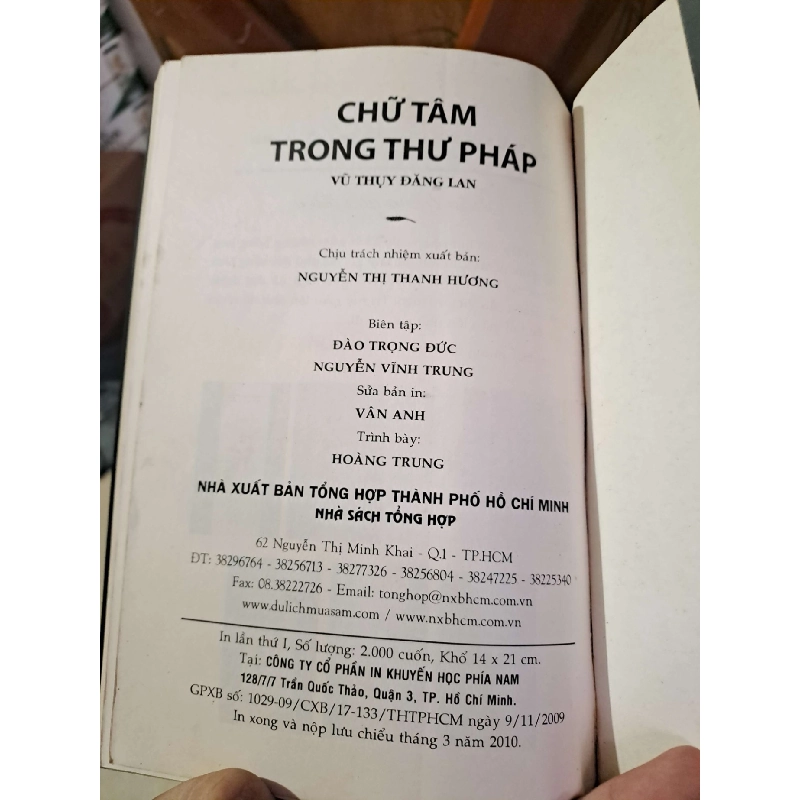 CHỮ TÂM
TRONG THƯ PHÁP
VŨ THỤY ĐĂNG LAN
Chịu trách nhiệm xuất bản:
NGUYỄN THỊ THANH HƯƠNG
Biên tập:
ĐÀO TRỌNG ĐỨC
NGUYỄN VĨNH TRUNG
Sửa bản in:
VÂN ANH
Trình bày:
HOÀNG TRUNG
NHÀ XUẤT BẢN TỔNG HỢP THÀNH PHỐ HỒ CHÍ MINH
NHÀ SÁCH TỔNG HỢP
62 Nguyễn Thị Minh Khai - Q.1 - TP.HCM
ĐT: 38296764 - 38256713 - 38277326 - 38256804 - 38247225 - 38225340
Fax: 08.38222726 - Email: tonghop@nxbhcm.com.vn
www.dulichmuasam.com / www.nxbhcm.com.vn
In lần thứ I, Số lượng: 2.000 cuốn, Khổ 14 x 21 cm.
Tại: CÔNG TY CỔ PHẦN IN KHUYẾN HỌC PHÍA NAM
128/7/7 Trần Quốc Thảo, Quận 3, TP. Hồ Chí Minh.
GPXB số: 1029-09/CXB/17-133/THTPHCM ngày 9/11/2009
In xong và nộp lưu chiểu tháng 3 năm 2010.